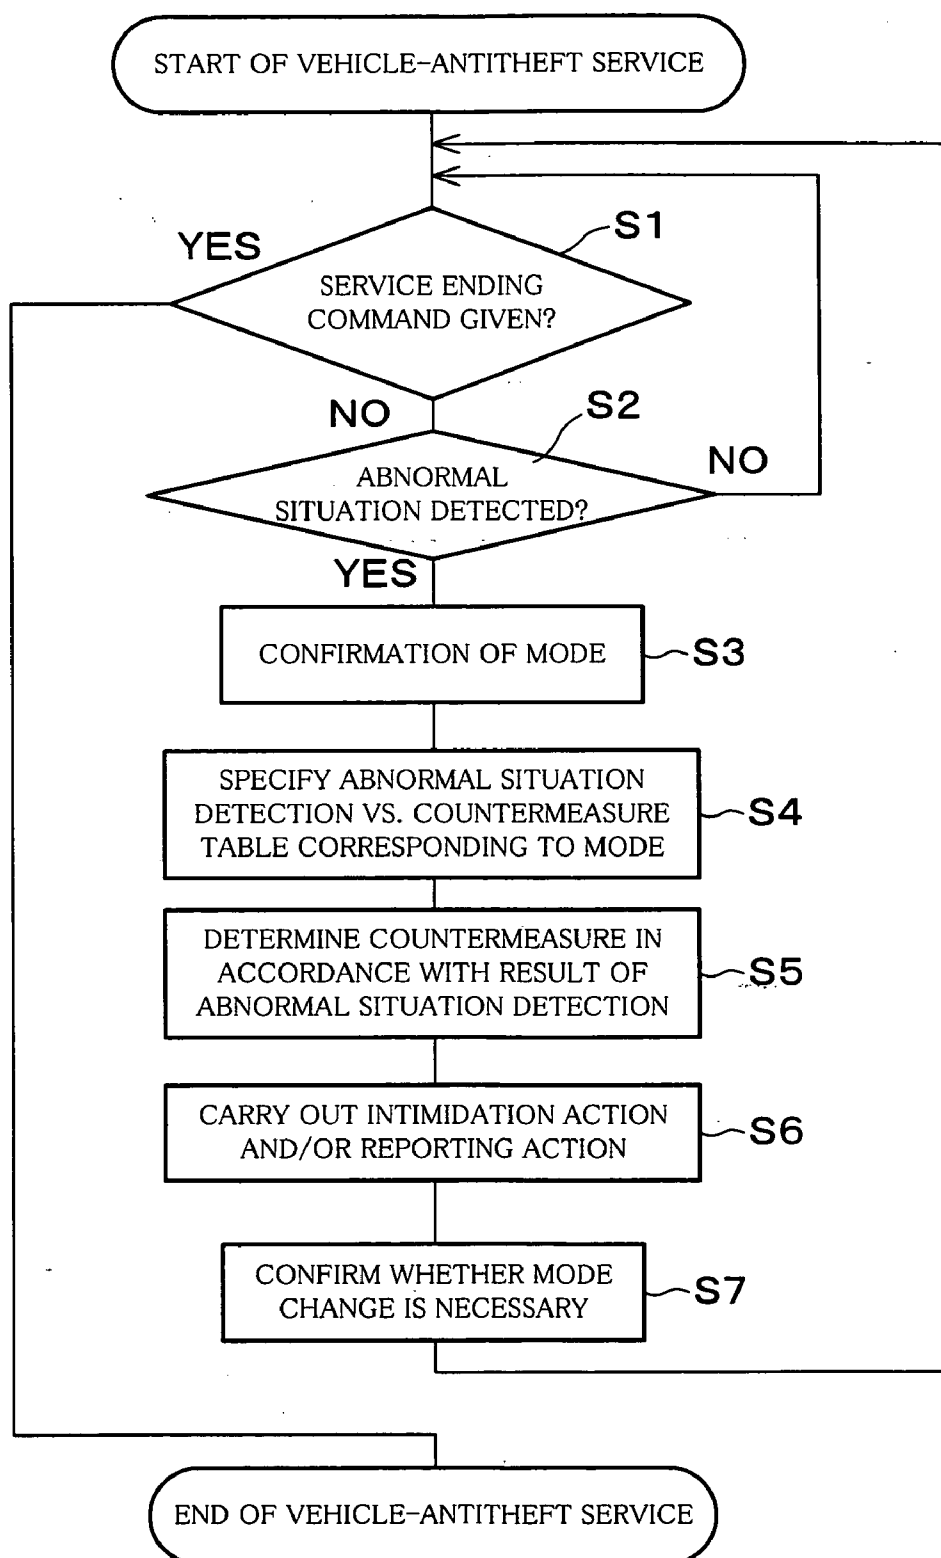 START OF VEHICLE-ANTITHEFT SERVICE
YES
S1
SERVICE ENDING
COMMAND GIVEN?
NO
S2
NO
ABNORMAL
SITUATION DETECTED?
YES
CONFIRMATION OF MODE
S3
SPECIFY ABNORMAL SITUATION
DETECTION VS. COUNTERMEASURE
TABLE CORRESPONDING TO MODE
S4
DETERMINE COUNTERMEASURE IN
ACCORDANCE WITH RESULT OF
ABNORMAL SITUATION DETECTION
S5
CARRY OUT INTIMIDATION ACTION
AND/OR REPORTING ACTION
S6
CONFIRM WHETHER MODE
CHANGE IS NECESSARY
S7
END OF VEHICLE-ANTITHEFT SERVICE